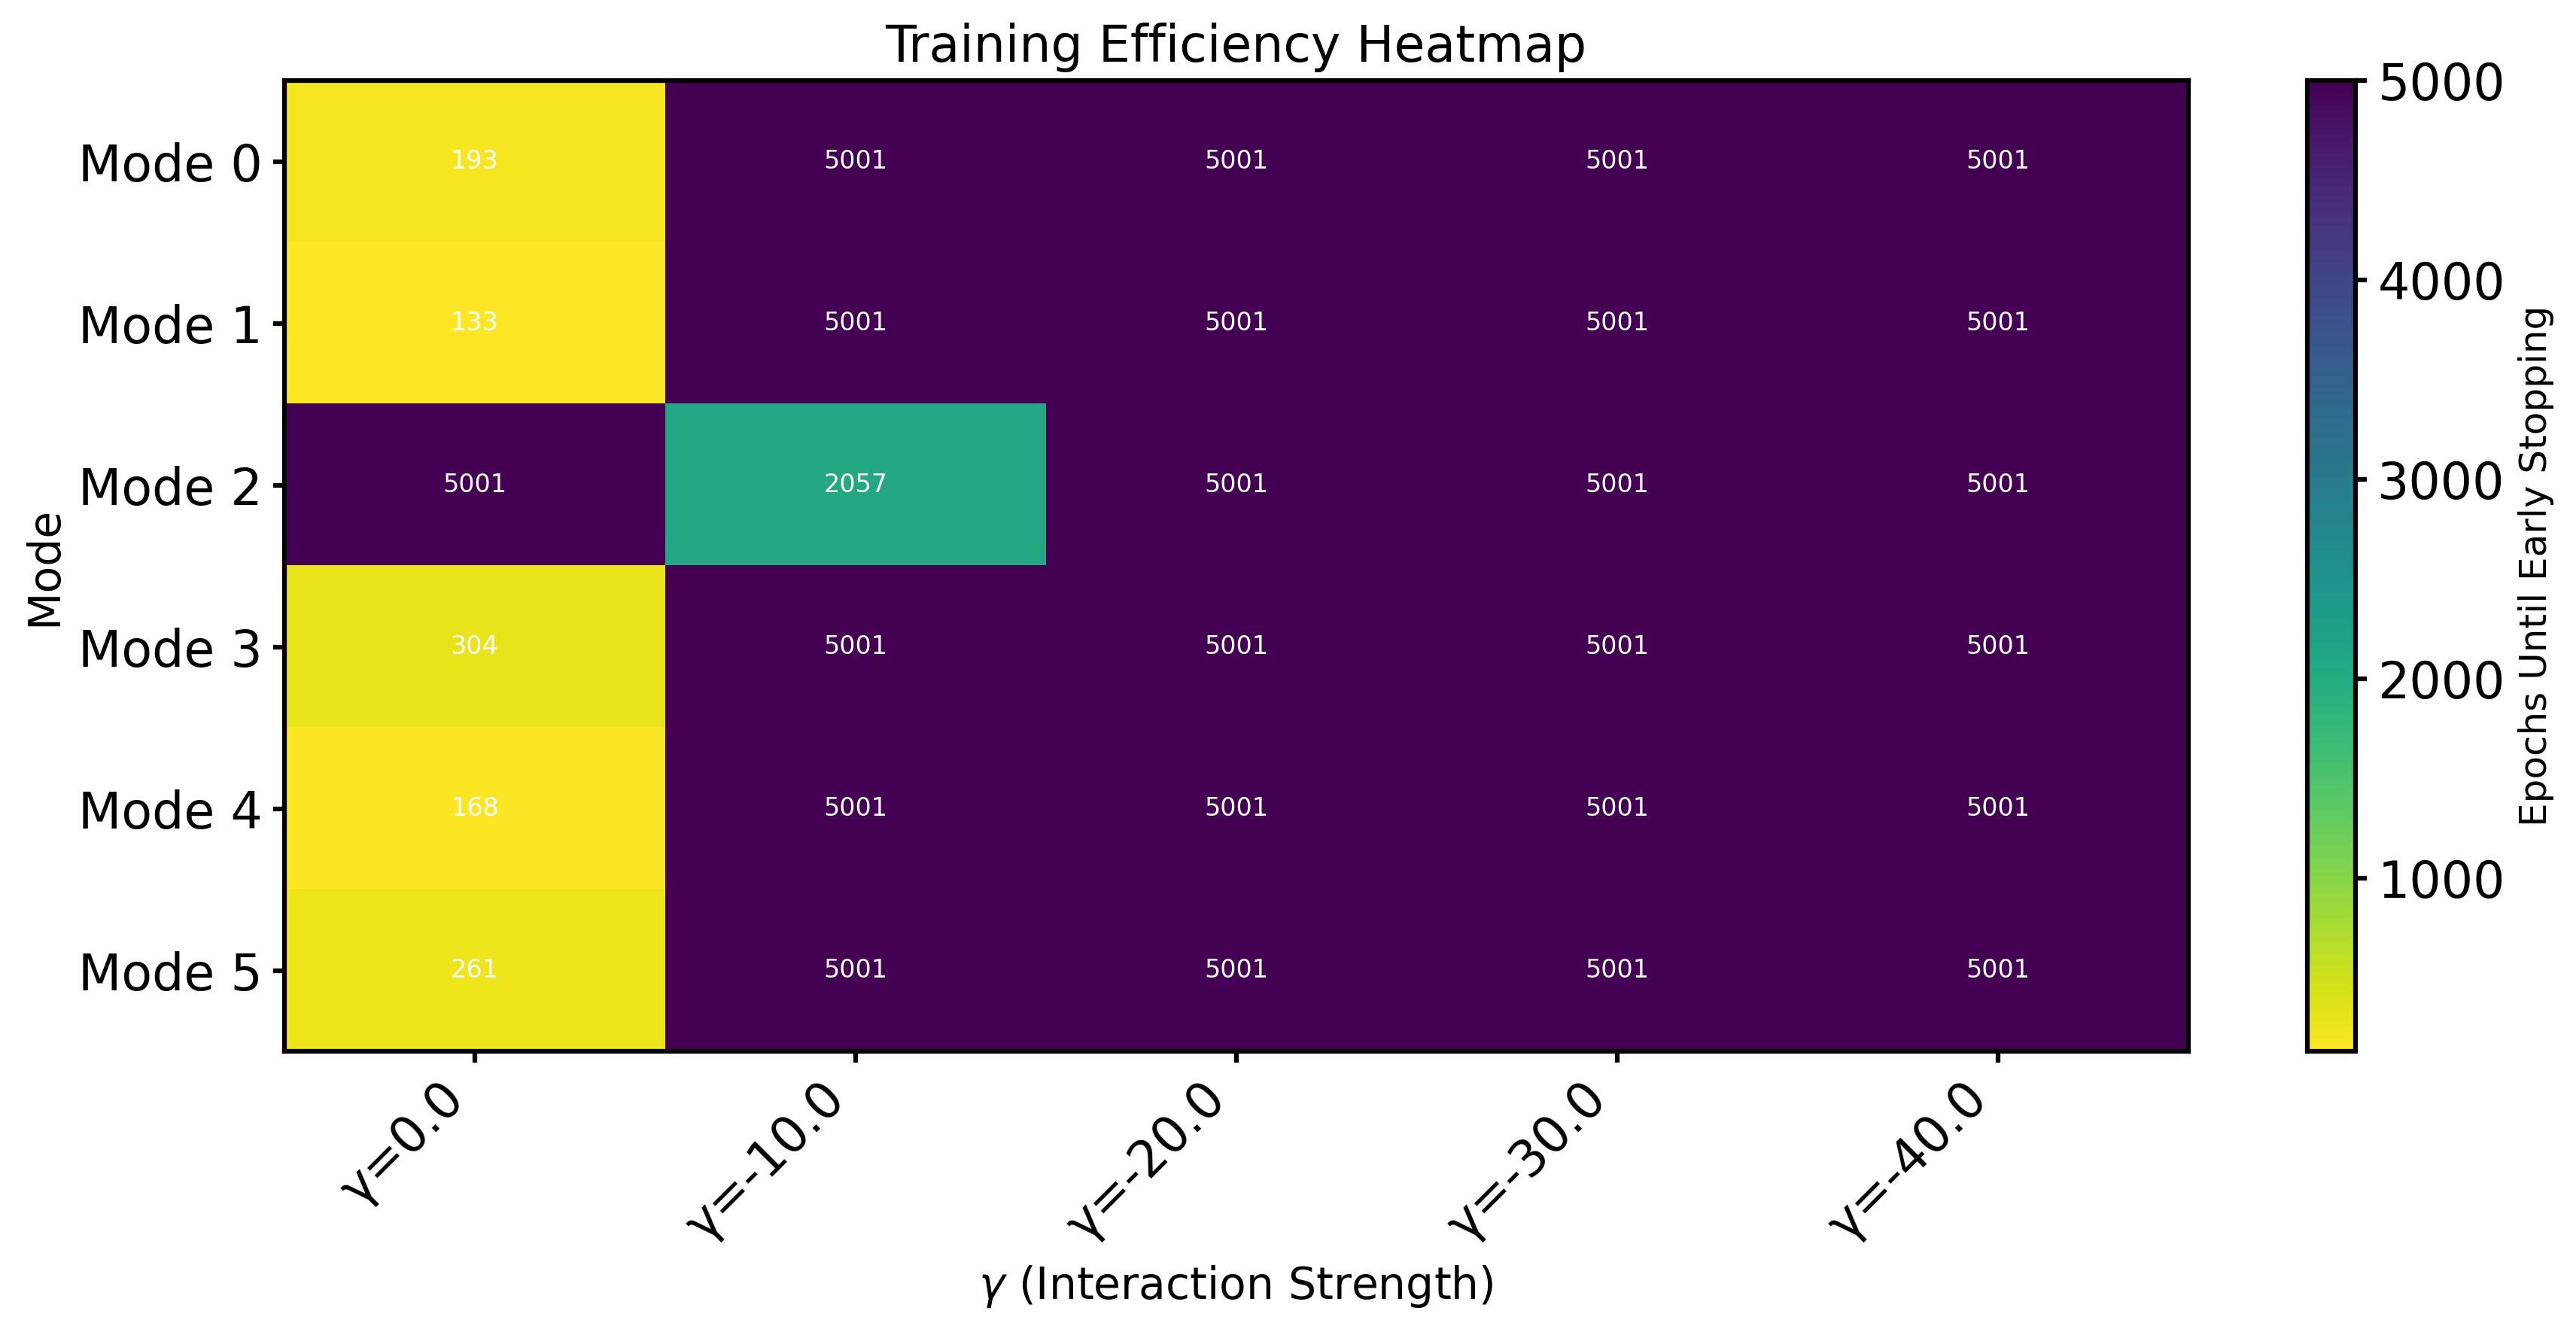 Training Efficiency Heatmap
Mode
Mode 0
193 5001 5001 5001 5001
Mode 1
133 5001 5001 5001 5001
Mode 2
5001 2057 5001 5001 5001
Mode 3
304 5001 5001 5001 5001
Mode 4
168 5001 5001 5001 5001
Mode 5
261 5001 5001 5001 5001
γ=0.0
γ=-10.0
γ=-20.0
γ=-30.0
γ=-40.0
γ (Interaction Strength)
5000
4000
3000
2000
1000
Epochs Until Early Stopping